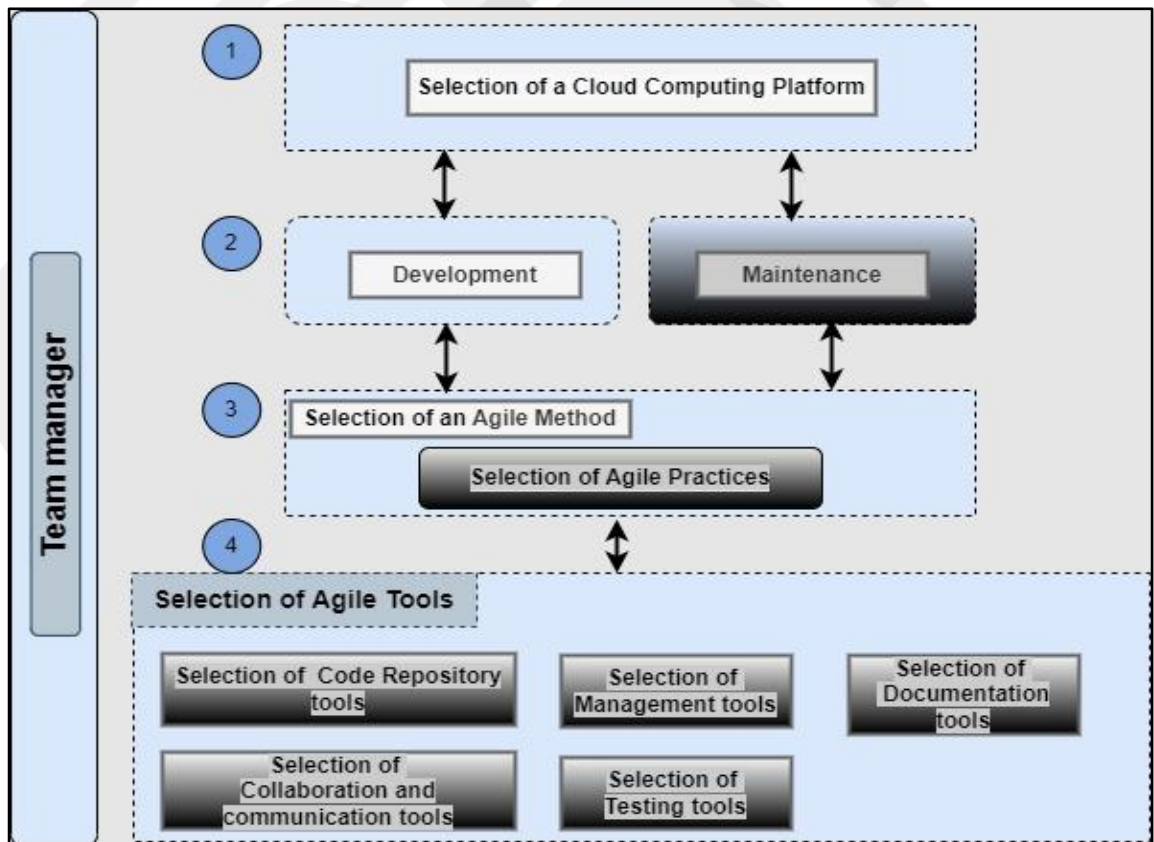 Team manager
1
Selection of a Cloud Computing Platform
2
Development
Maintenance
3
Selection of an Agile Method
Selection of Agile Practices
4
Selection of Agile Tools
Selection of Code Repository
tools
Selection of
Management tools
Selection of
Documentation
tools
Selection of
Collaboration and
communication tools
Selection of
Testing tools